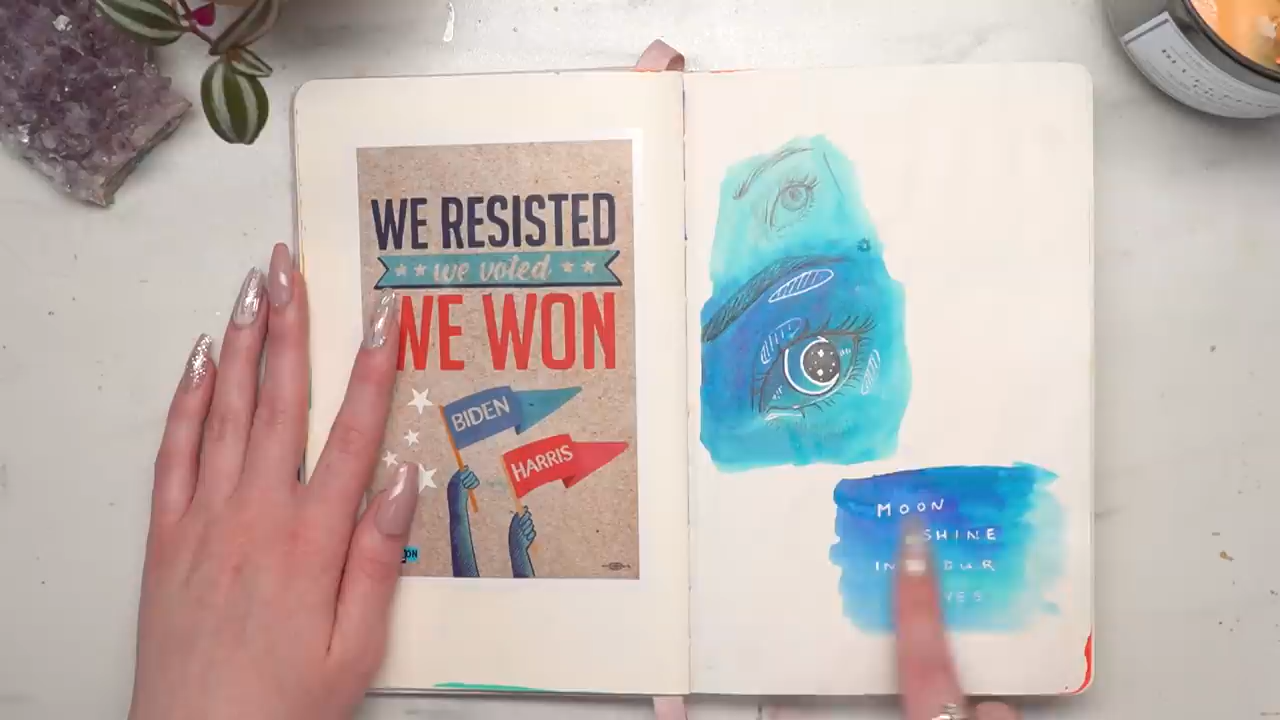 WE RESISTED
we voted
WE WON
BIDEN
HARRIS
MOON
SHINE
IN